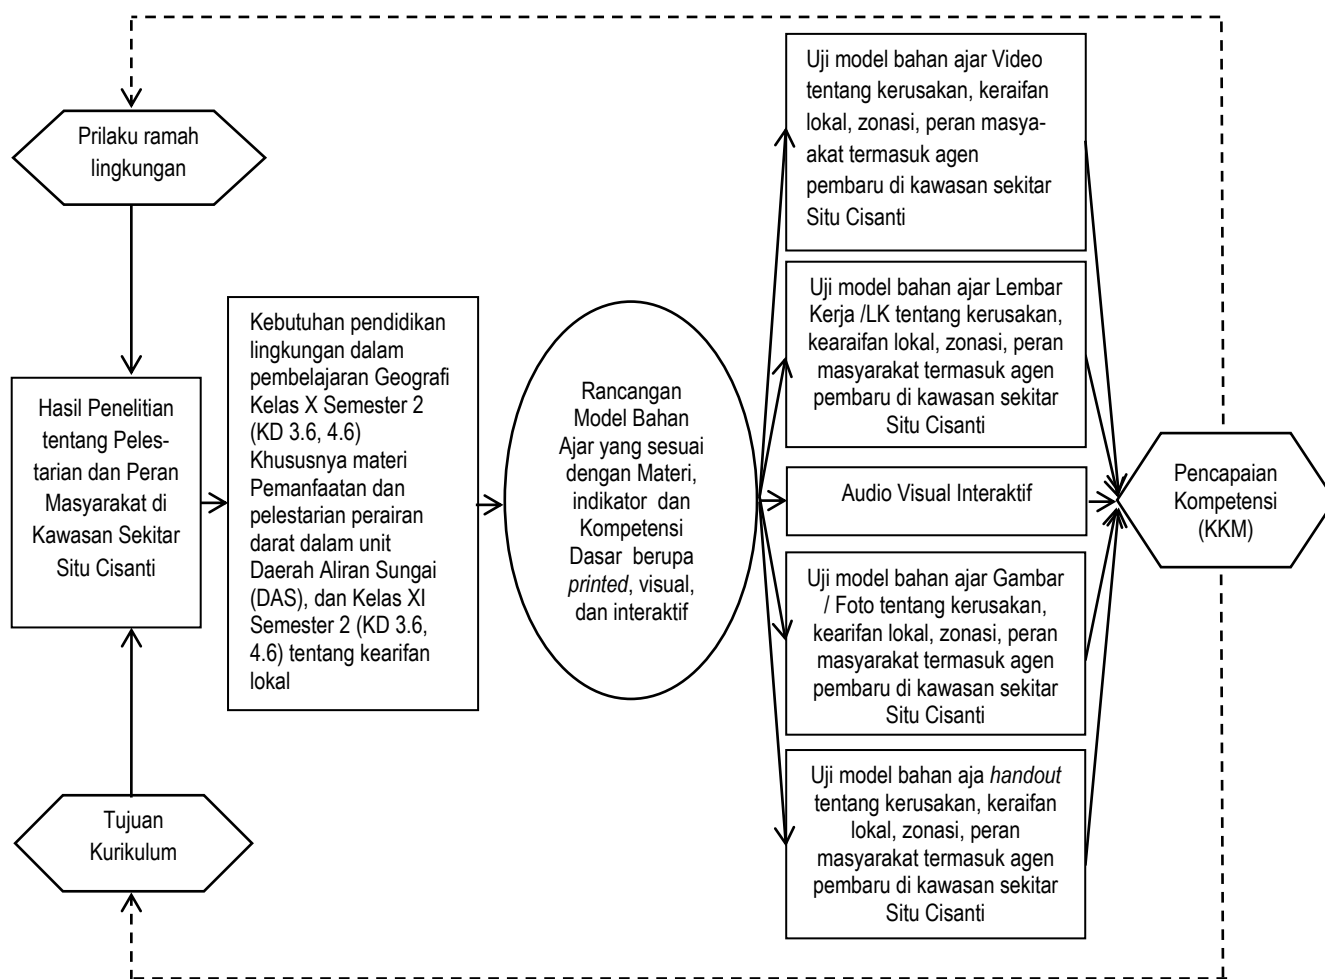 Prilaku ramah
lingkungan
Hasil Penelitian
tentang Peles-
tarian dan Peran
Masyarakat di
Kawasan Sekitar
Situ Cisanti
Tujuan
Kurikulum
Kebutuhan pendidikan
lingkungan dalam
pembelajaran Geografi
Kelas X Semester 2
(KD 3.6, 4.6)
Khususnya materi
Pemanfaatan dan
pelestarian perairan
darat dalam unit
Daerah Aliran Sungai
(DAS), dan Kelas XI
Semester 2 (KD 3.6,
4.6) tentang kearifan
lokal
Rancangan
Model Bahan
Ajar yang sesuai
dengan Materi,
indikator dan
Kompetensi
Dasar berupa
printed, visual,
dan interaktif
Uji model bahan ajar Video
tentang kerusakan, keraifan
lokal, zonasi, peran masya-
akat termasuk agen
pembaru di kawasan sekitar
Situ Cisanti
Uji model bahan ajar Lembar
Kerja /LK tentang kerusakan,
kearaifan lokal, zonasi, peran
masyarakat termasuk agen
pembaru di kawasan sekitar
Situ Cisanti
Audio Visual Interaktif
Uji model bahan ajar Gambar
/ Foto tentang kerusakan,
kearifan lokal, zonasi, peran
masyarakat termasuk agen
pembaru di kawasan sekitar
Situ Cisanti
Uji model bahan aja handout
tentang kerusakan, keraifan
lokal, zonasi, peran
masyarakat termasuk agen
pembaru di kawasan sekitar
Situ Cisanti
Pencapaian
Kompetensi
(KKM)